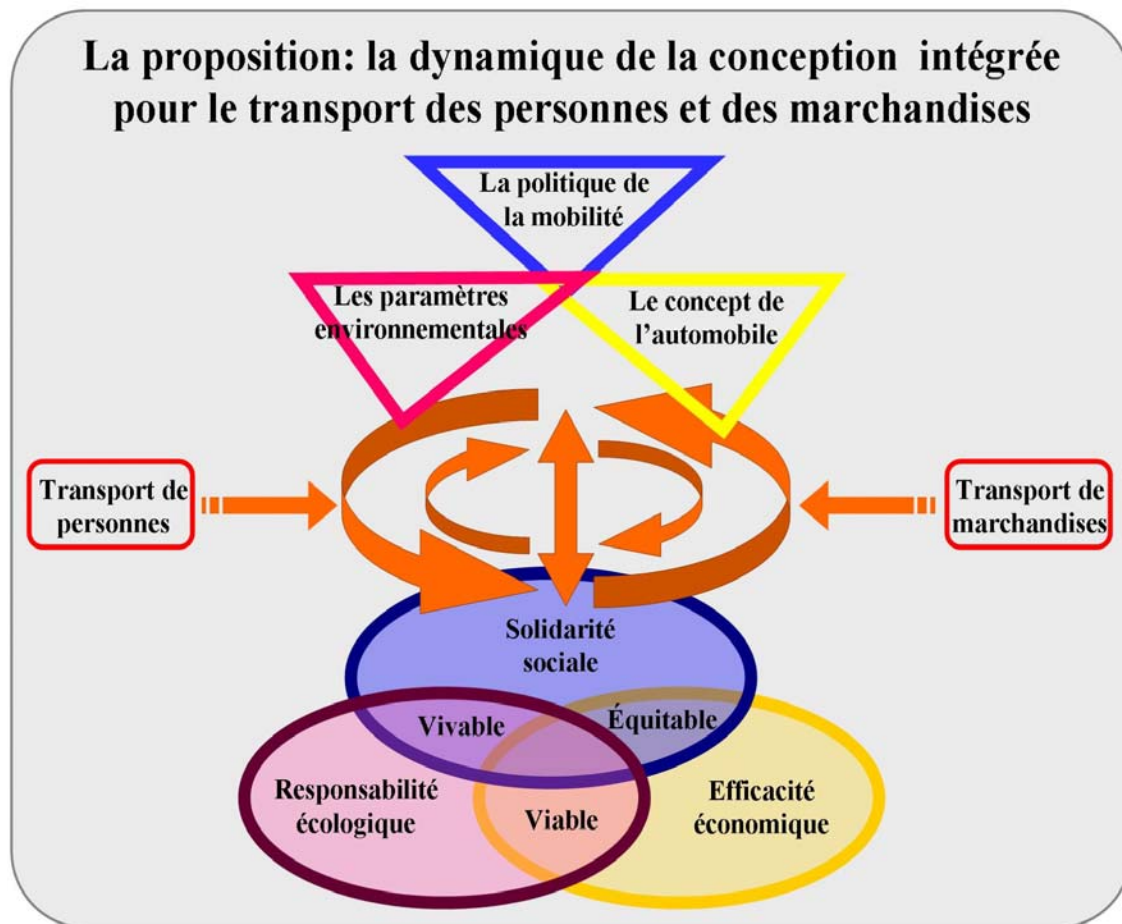 La proposition: la dynamique de la conception intégrée
pour le transport des personnes et des marchandises
La politique de
la mobilité
Les paramètres
environnementales
Le concept de
l’automobile
Transport de
personnes
Transport de
marchandises
Solidarité
sociale
Vivable
Équitable
Responsabilité
écologique
Viable
Efficacité
économique